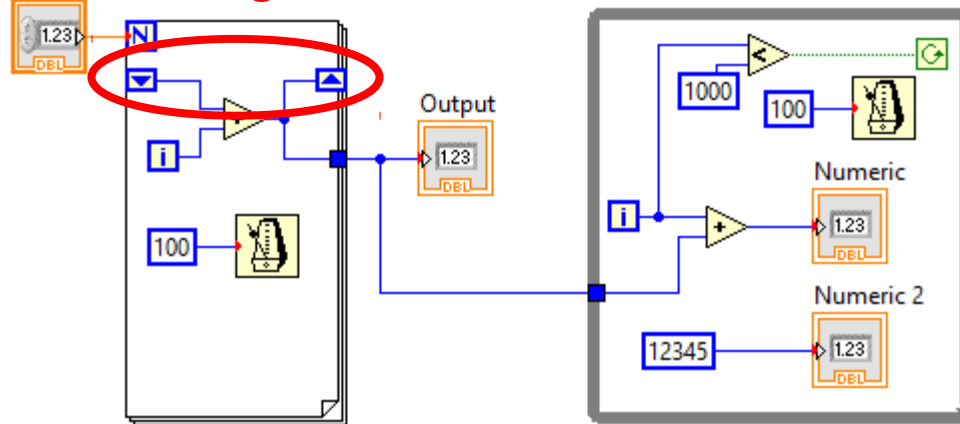 1.23
DBL
N
i
100
Output
1.23
DBL
<
1000
100
i
+
Numeric
1.23
DBL
Numeric 2
12345
1.23
DBL